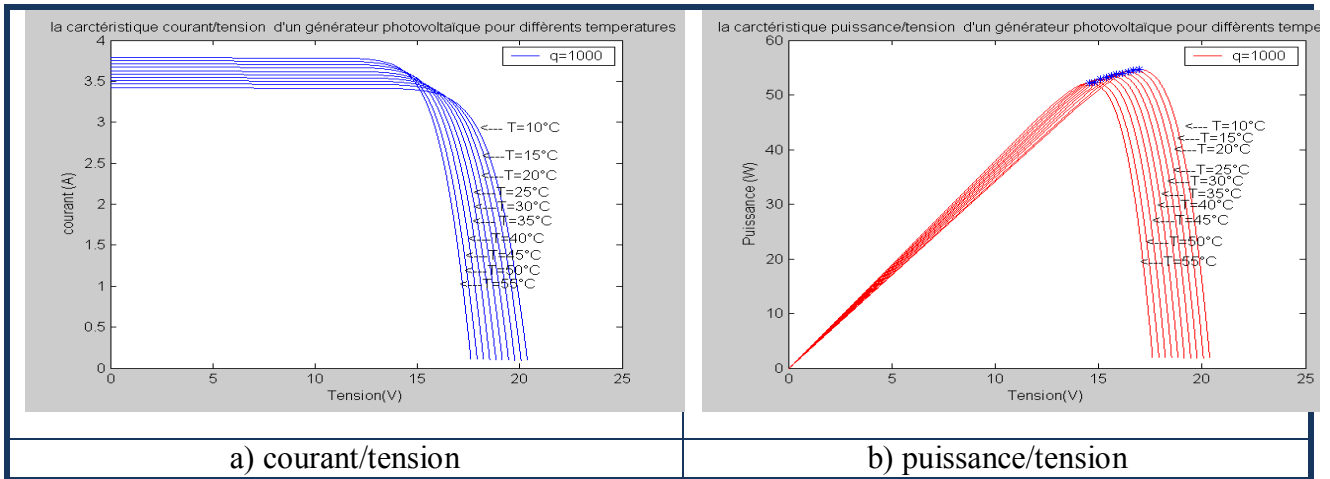 la carctéristique courant/tension d'un générateur photovoltaïque pour diffèrents temperatures
4
3.5
3
2.5
2
1.5
1
0.5
0
courant (A)
q=1000
<--- T=10°C
<---T=15°C
<---T=20°C
<---T=25°C
<---T=30°C
<---T=35°C
<---T=40°C
<---T=45°C
<---T=50°C
<---T=55°C
0 5 10 15 20 25
Tension(V)
la carctéristique puissance/tension d'un générateur photovoltaïque pour diffèrents tempe
60
50
40
30
20
10
0
Puissance (W)
q=1000
<--- T=10°C
<---T=15°C
<---T=20°C
<---T=25°C
<---T=30°C
<---T=35°C
<---T=40°C
<---T=45°C
<---T=50°C
<---T=55°C
0 5 10 15 20 25
Tension(V)
a) courant/tension
b) puissance/tension